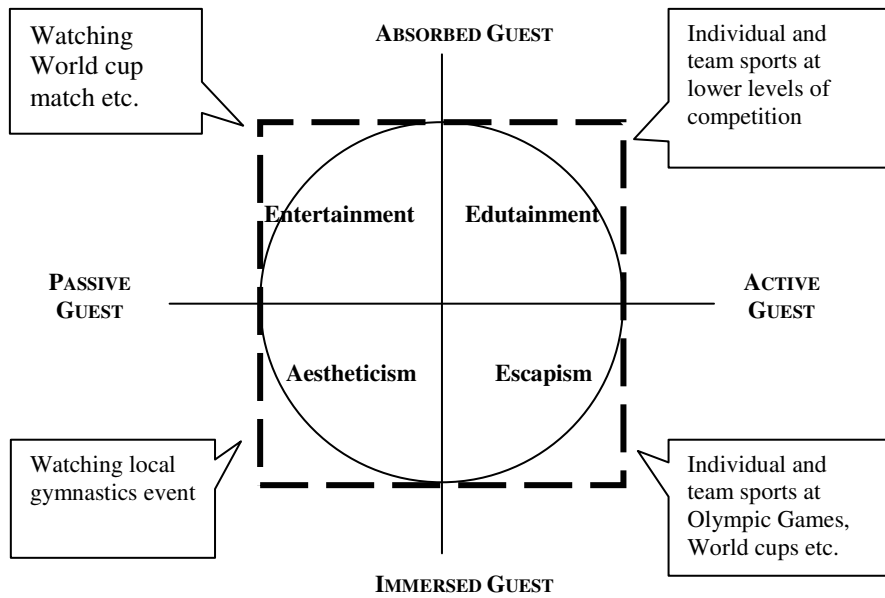 Watching
World cup
match etc.
ABSORBED GUEST
Individual and
team sports at
lower levels of
competition
Entertainment
Edutainment
PASSIVE
GUEST
ACTIVE
GUEST
Aestheticism
Escapism
Watching local
gymnastics event
Individual and
team sports at
Olympic Games,
World cups etc.
IMMERSED GUEST